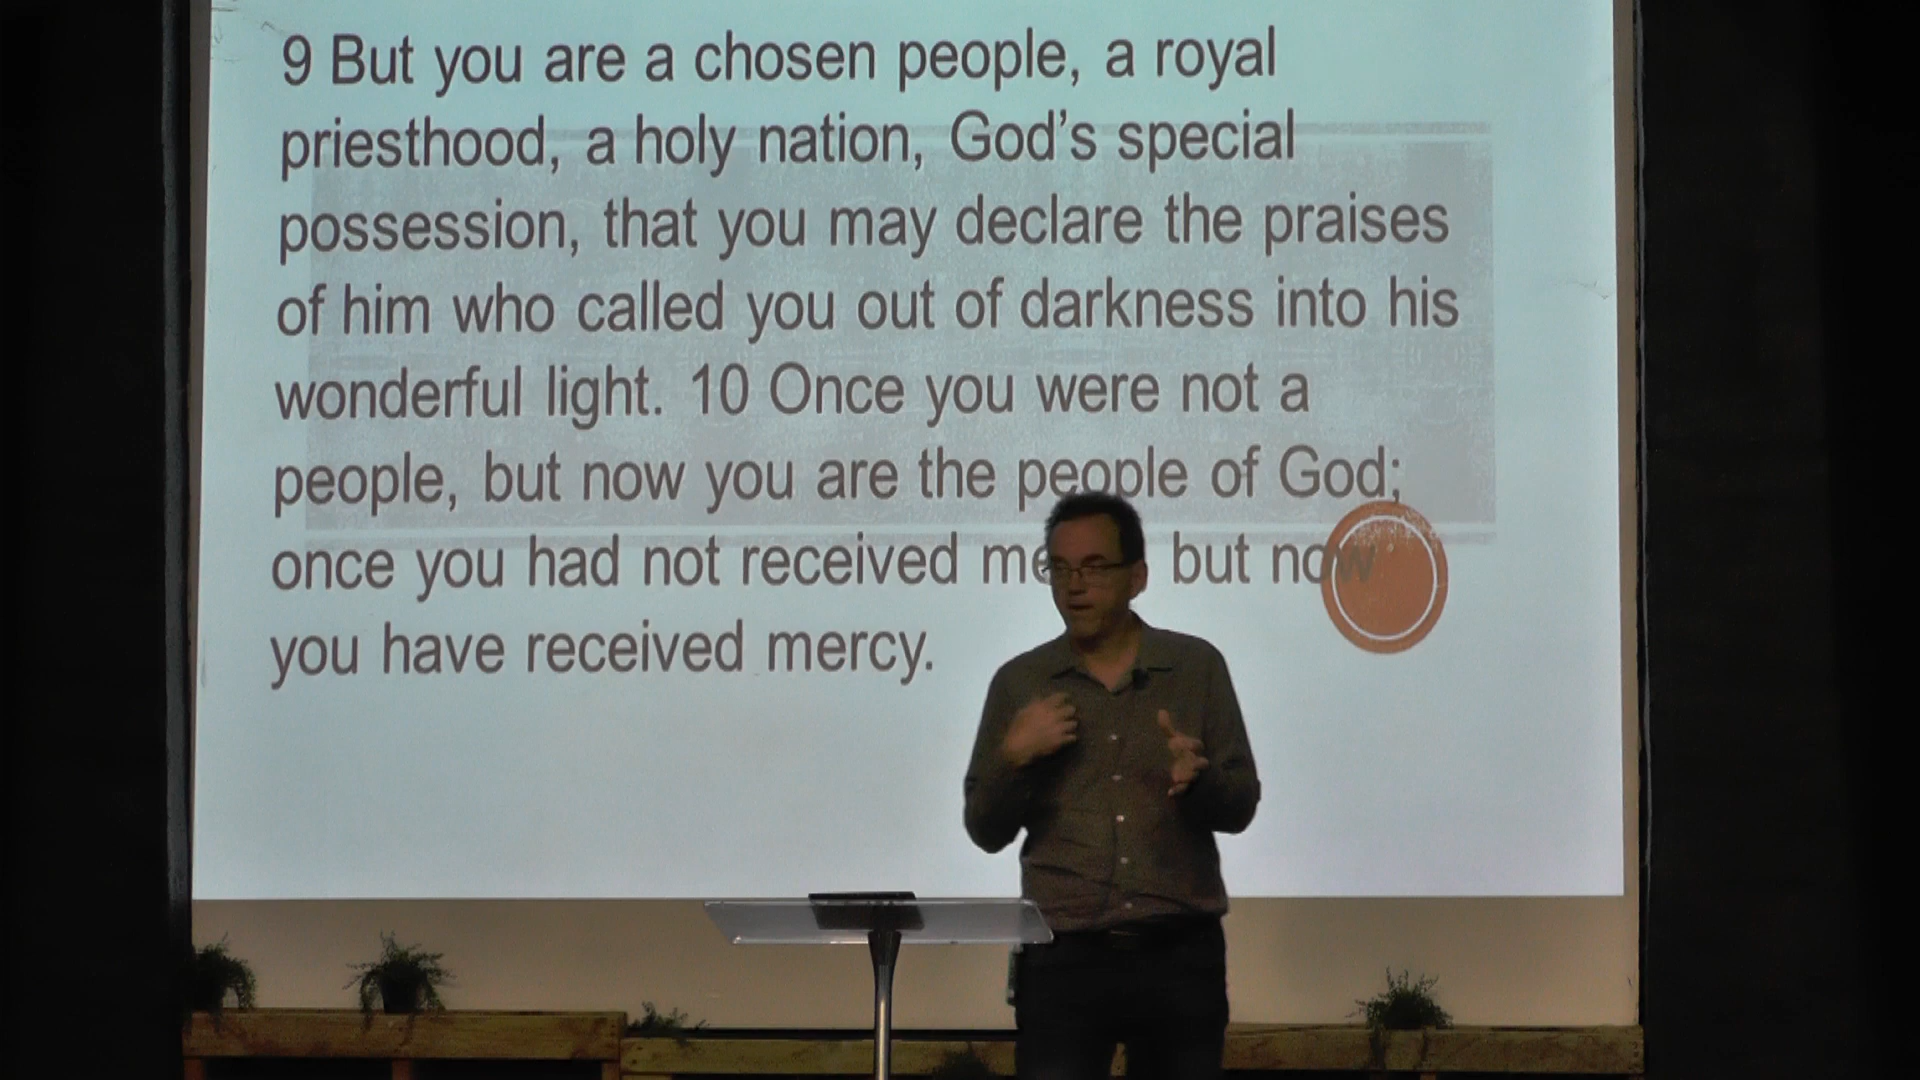 9 But you are a chosen people, a royal
priesthood, a holy nation, God's special
possession, that you may declare the praises
of him who called you out of darkness into his
wonderful light. 10 Once you were not a
people, but now you are the people of God;
once you had not received but now
you have received mercy.